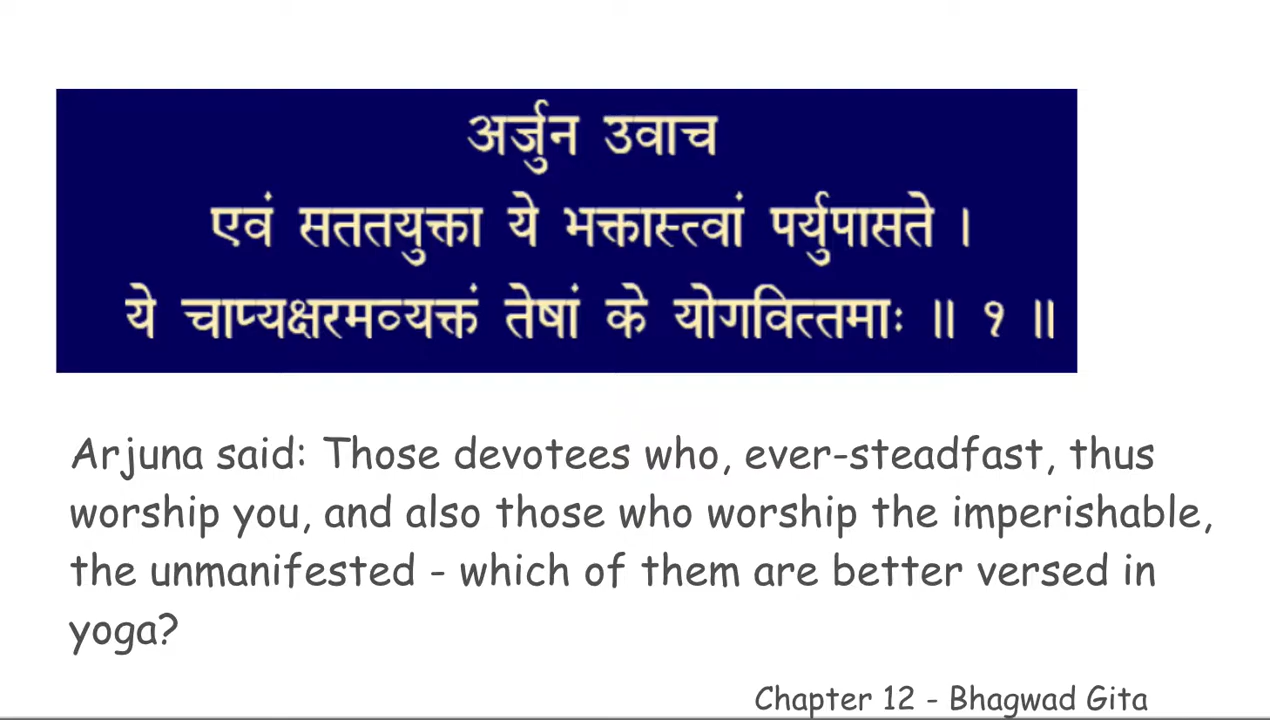 अर्जुन उवाच
एवं सततयुक्ता ये भक्तास्त्वां पर्युपासते ।
ये चाप्यक्षरमव्यक्तं तेषां के योगवित्तमाः ॥ १ ॥
Arjuna said: Those devotees who, ever-steadfast, thus
worship you, and also those who worship the imperishable,
the unmanifested - which of them are better versed in
yoga?
Chapter 12 - Bhagwad Gita